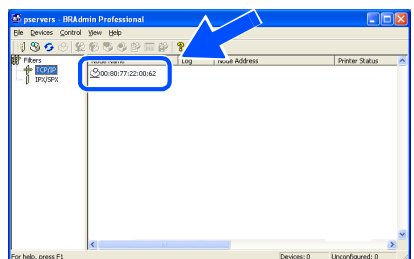 pservers - BRAdmin Professional
File Devices Control View Help
Filters
TCP/IP
IPX/SPX
Node Name Log Node Address Printer Status
00:80:77:22:00:62
For help, press F1
Devices: 0 Unconfigured: 0